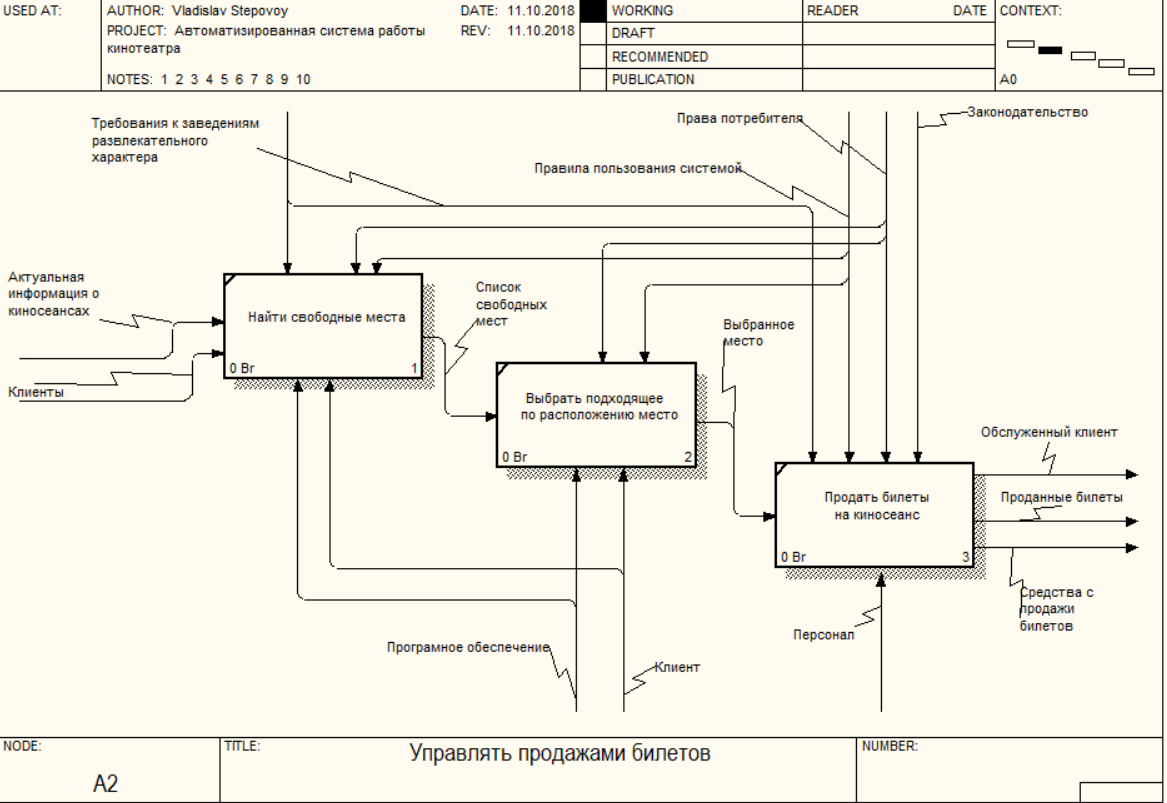 USED AT:
AUTHOR: Vladislav Stepovoy
DATE: 11.10.2018
PROJECT: Автоматизированная система работы
кинотеатра
REV: 11.10.2018
NOTES: 1 2 3 4 5 6 7 8 9 10
WORKING
DRAFT
RECOMMENDED
PUBLICATION
READER
DATE
CONTEXT:
A0
Требования к заведениям
развлекательного
характера
Права потребителя
Законодательство
Правила пользования системой
Актуальная
информация о
киносеансах
Клиенты
Найти свободные места
0 Br
1
Список
свободных
мест
Выбрать подходящее
по расположению место
0 Br
2
Выбранное
место
Продать билеты
на киносеанс
0 Br
3
Обслуженный клиент
Проданные билеты
Средства с
продажи
билетов
Програмное обеспечение
Клиент
Персонал
NODE:
A2
TITLE:
Управлять продажами билетов
NUMBER: